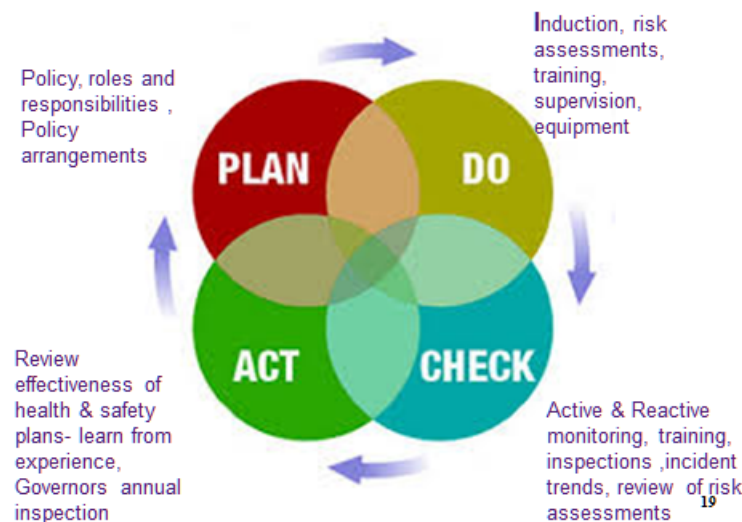 Policy, roles and
responsibilities ,
Policy
arrangements
Induction, risk
assessments,
training,
supervision,
equipment
PLAN
DO
ACT
CHECK
Review
effectiveness of
health & safety
plans- learn from
experience,
Governors annual
inspection
Active & Reactive
monitoring, training,
inspections ,incident
trends, review of risk
assessments
19